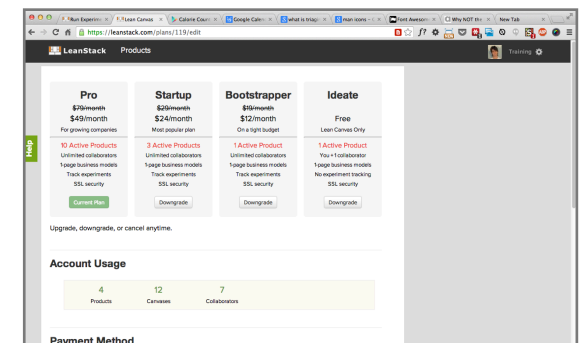 Run Experime
Lean Canvas
Calorie Coun
Google Calen
what is triag
man icons - 
Font Awesom
Why NOT the
New Tab
https://leanstack.com/plans/119/edit
LeanStack
Products
Training
Help
Pro
$79/month
$49/month
For growing companies
10 Active Products
Unlimited collaborators
1-page business models
Track experiments
SSL security
Current Plan
Startup
$29/month
$24/month
Most popular plan
3 Active Products
Unlimited collaborators
1-page business models
Track experiments
SSL security
Downgrade
Bootstrapper
$19/month
$12/month
On a tight budget
1 Active Product
Unlimited collaborators
1-page business models
Track experiments
SSL security
Downgrade
Ideate
Free
Lean Canvas Only
1 Active Product
You + 1 collaborator
1-page business models
No experiment tracking
SSL security
Downgrade
Upgrade, downgrade, or cancel anytime.
Account Usage
4
Products
12
Canvases
7
Collaborators
Payment Method